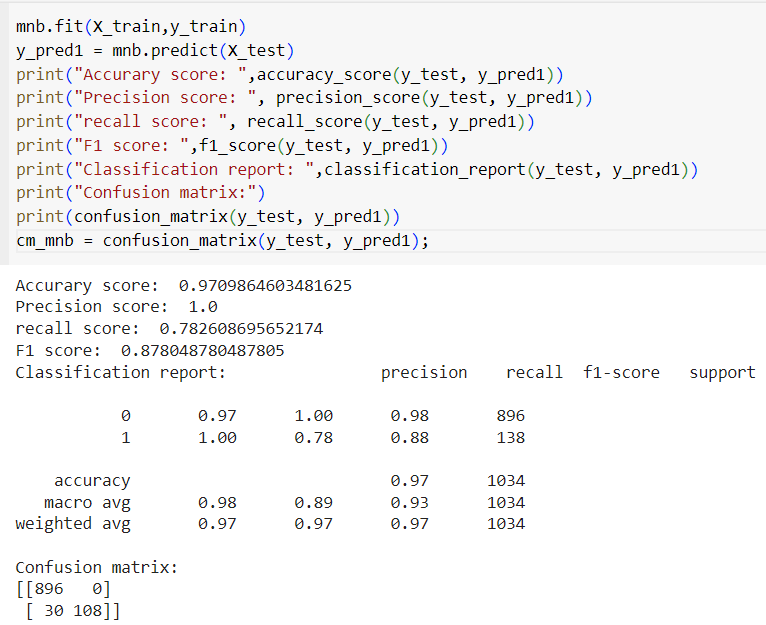 mnb.fit(X_train,y_train)
y_pred1 = mnb.predict(X_test)
print("Accurary score: ",accuracy_score(y_test, y_pred1))
print("Precision score: ", precision_score(y_test, y_pred1))
print("recall score: ", recall_score(y_test, y_pred1))
print("F1 score: ",f1_score(y_test, y_pred1))
print("Classification report: ",classification_report(y_test, y_pred1))
print("Confusion matrix:")
print(confusion_matrix(y_test, y_pred1))
cm_mnb = confusion_matrix(y_test, y_pred1);
Accurary score:  0.9709864603481625
Precision score:  1.0
recall score:  0.782608695652174
F1 score:  0.878048780487805
Classification report:                precision    recall  f1-score   support
           0       0.97      1.00      0.98       896
           1       1.00      0.78      0.88       138
    accuracy                           0.97      1034
   macro avg       0.98      0.89      0.93      1034
weighted avg       0.97      0.97      0.97      1034
Confusion matrix:
[[896   0]
 [ 30 108]]